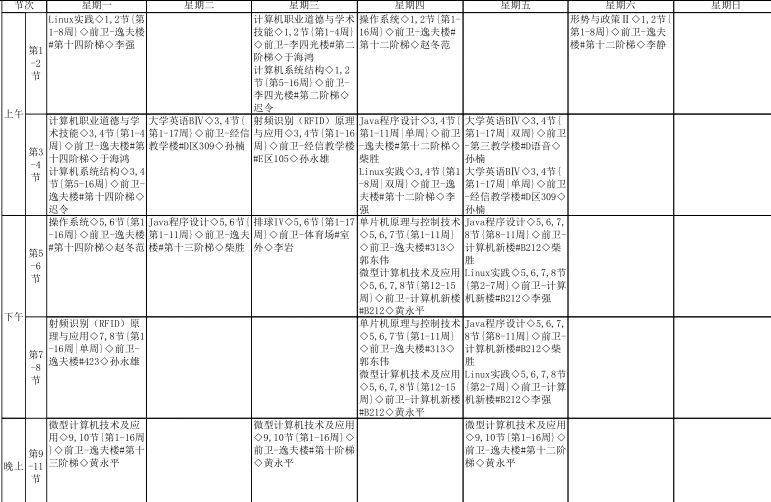 节次 星期一 星期二 星期三 星期四 星期五 星期六 星期日
上午
第1
-2
节
Linux实践◇1,2节{第
1-8周}◇前卫-逸夫楼
#第十四阶梯◇李强
计算机职业道德与学术
技能◇1,2节{第1-4周}
◇前卫-李四光楼#第二
阶梯◇于海鸿
计算机系统结构◇1,2
节{第5-16周}◇前卫-
李四光楼#第二阶梯◇
迟令
操作系统◇1,2节{第1-
16周}◇前卫-逸夫楼#
第十二阶梯◇赵冬范
形势与政策Ⅱ◇1,2节{
第1-8周}◇前卫-逸夫
楼#第十二阶梯◇李静
第3
-4
节
计算机职业道德与学
术技能◇3,4节{第1-4
周}◇前卫-逸夫楼#第
十四阶梯◇于海鸿
计算机系统结构◇3,4
节{第5-16周}◇前卫-
逸夫楼#第十四阶梯◇
迟令
大学英语BⅣ◇3,4节{
第1-17周}◇前卫-经信
教学楼#D区309◇孙楠
射频识别（RFID）原理
与应用◇3,4节{第1-16
周}◇前卫-经信教学楼
#E区105◇孙永雄
Java程序设计◇3,4节{
第1-11周|单周}◇前卫
-逸夫楼#第十二阶梯◇
柴胜
Linux实践◇3,4节{第1
-8周|双周}◇前卫-逸
夫楼#第十二阶梯◇李
强
大学英语BⅣ◇3,4节{
第1-17周|双周}◇前卫
-第三教学楼#D语音◇
孙楠
大学英语BⅣ◇3,4节{
第1-17周|单周}◇前卫
-经信教学楼#D区309◇
孙楠
下午
第5
-6
节
操作系统◇5,6节{第1
-16周}◇前卫-逸夫楼
#第十四阶梯◇赵冬范
Java程序设计◇5,6节{
第1-11周}◇前卫-逸夫
楼#第十三阶梯◇柴胜
排球IV◇5,6节{第1-17
周}◇前卫-体育场#室
外◇李岩
单片机原理与控制技术
◇5,6,7节{第1-11周}
◇前卫-逸夫楼#313◇
郭东伟
微型计算机技术及应用
◇5,6,7,8节{第12-15
周}◇前卫-计算机新楼
#B212◇黄永平
Java程序设计◇5,6,7,
8节{第8-11周}◇前卫-
计算机新楼#B212◇柴
胜
Linux实践◇5,6,7,8节
{第2-7周}◇前卫-计算
机新楼#B212◇李强
第7
-8
节
射频识别（RFID）原
理与应用◇7,8节{第1
-16周|单周}◇前卫-
逸夫楼#423◇孙永雄
单片机原理与控制技术
◇5,6,7节{第1-11周}
◇前卫-逸夫楼#313◇
郭东伟
微型计算机技术及应用
◇5,6,7,8节{第12-15
周}◇前卫-计算机新楼
#B212◇黄永平
Java程序设计◇5,6,7,
8节{第8-11周}◇前卫-
计算机新楼#B212◇柴
胜
Linux实践◇5,6,7,8节
{第2-7周}◇前卫-计算
机新楼#B212◇李强
晚上
第9
-11
节
微型计算机技术及应
用◇9,10节{第1-16周
}◇前卫-逸夫楼#第十
三阶梯◇黄永平
微型计算机技术及应用
◇9,10节{第1-16周}
◇前卫-逸夫楼#第十阶
梯◇黄永平
微型计算机技术及应用
◇9,10节{第1-16周}◇
前卫-逸夫楼#第十二阶
梯◇黄永平